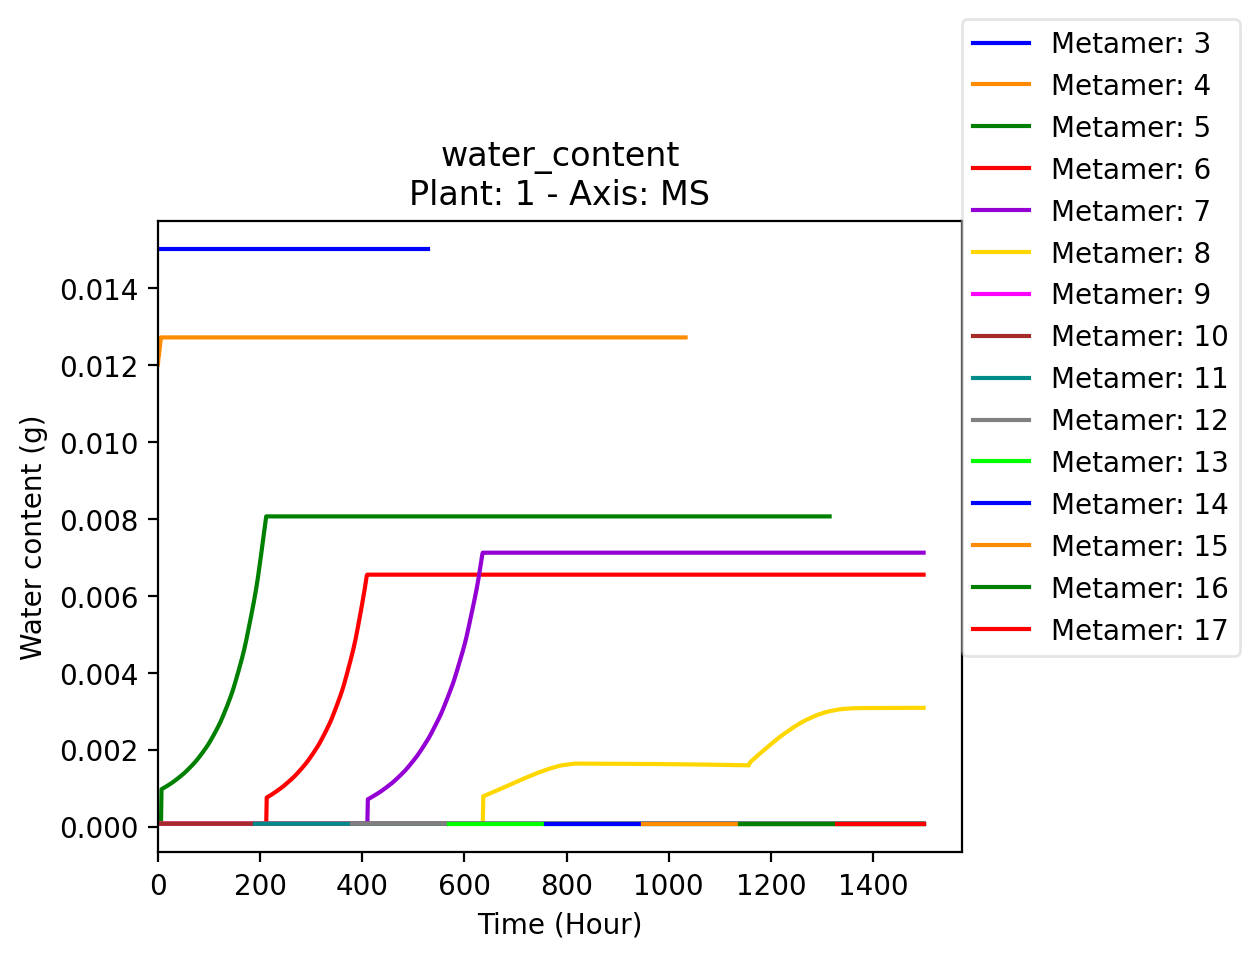 water_content
Plant: 1 - Axis: MS
Water content (g)
0.014
0.012
0.010
0.008
0.006
0.004
0.002
0.000
0 200 400 600 800 1000 1200 1400
Time (Hour)
Metamer: 3
Metamer: 4
Metamer: 5
Metamer: 6
Metamer: 7
Metamer: 8
Metamer: 9
Metamer: 10
Metamer: 11
Metamer: 12
Metamer: 13
Metamer: 14
Metamer: 15
Metamer: 16
Metamer: 17